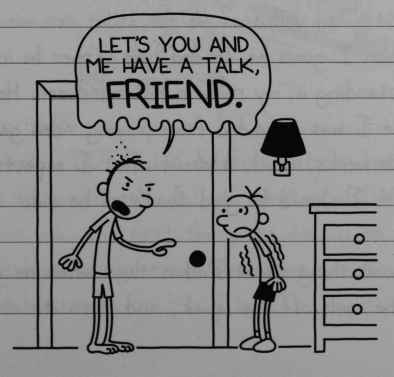 LET'S YOU AND
ME HAVE A TALK,
FRIEND.